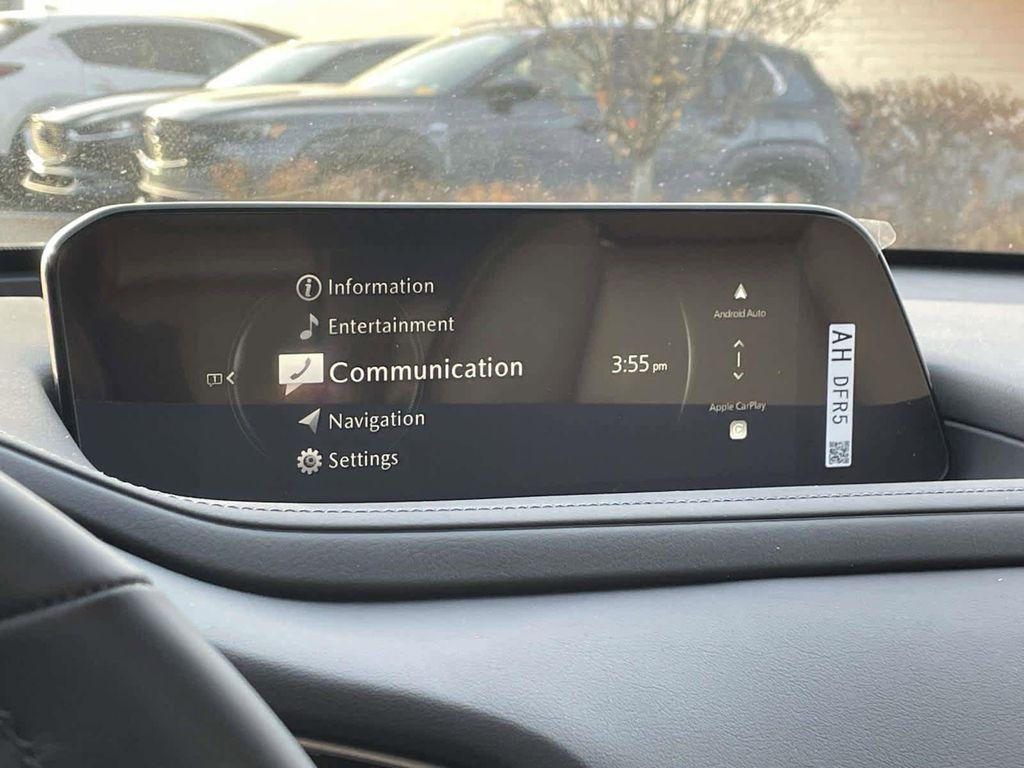 Information
Entertainment
Communication
Navigation
Settings
3:55 pm
Android Auto
Apple CarPlay
AH DFR5